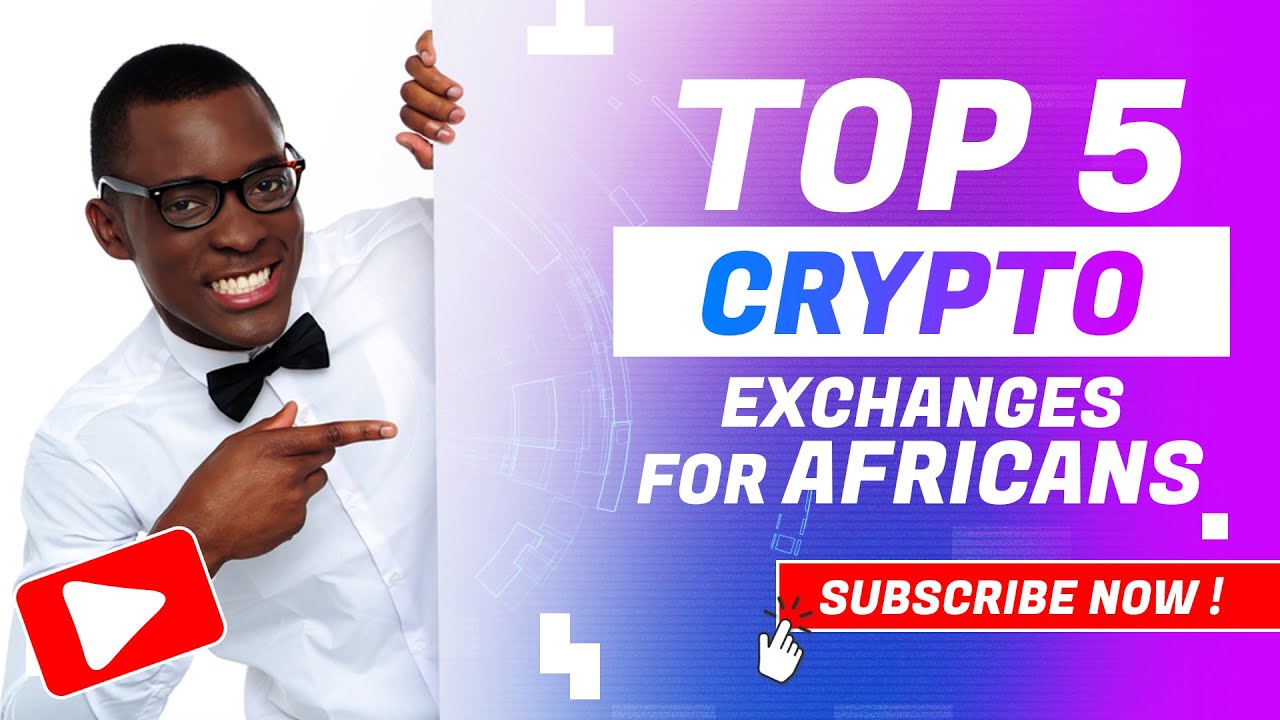 TOP 5
CRYPTO
EXCHANGES
FOR AFRICANS
SUBSCRIBE NOW !